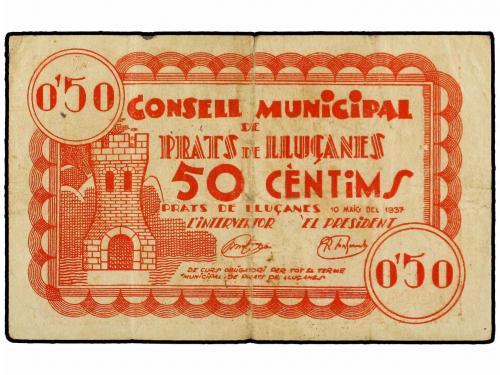 0'50
CONSELL MUNICIPAL
DE
PRATS DE LLUÇANES
50 CÈNTIMS
PRATS DE LLUÇANES 10 MAIG DEL 1937
L'INTERVENTOR EL PRESIDENT
DE CURS OBLIGATORI PER TOT EL TERME
MUNICIPAL DE PRATS DE LLUÇANES
0'50